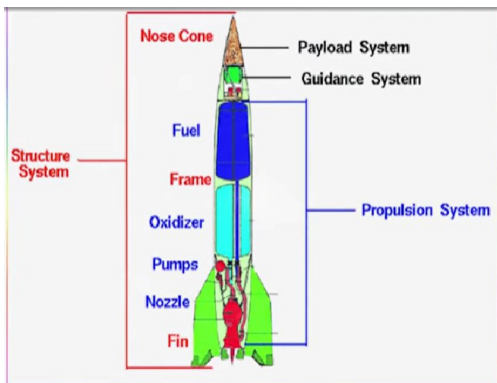 Nose Cone
Payload System
Guidance System
Fuel
Structure
System
Frame
Oxidizer
Propulsion System
Pumps
Nozzle
Fin